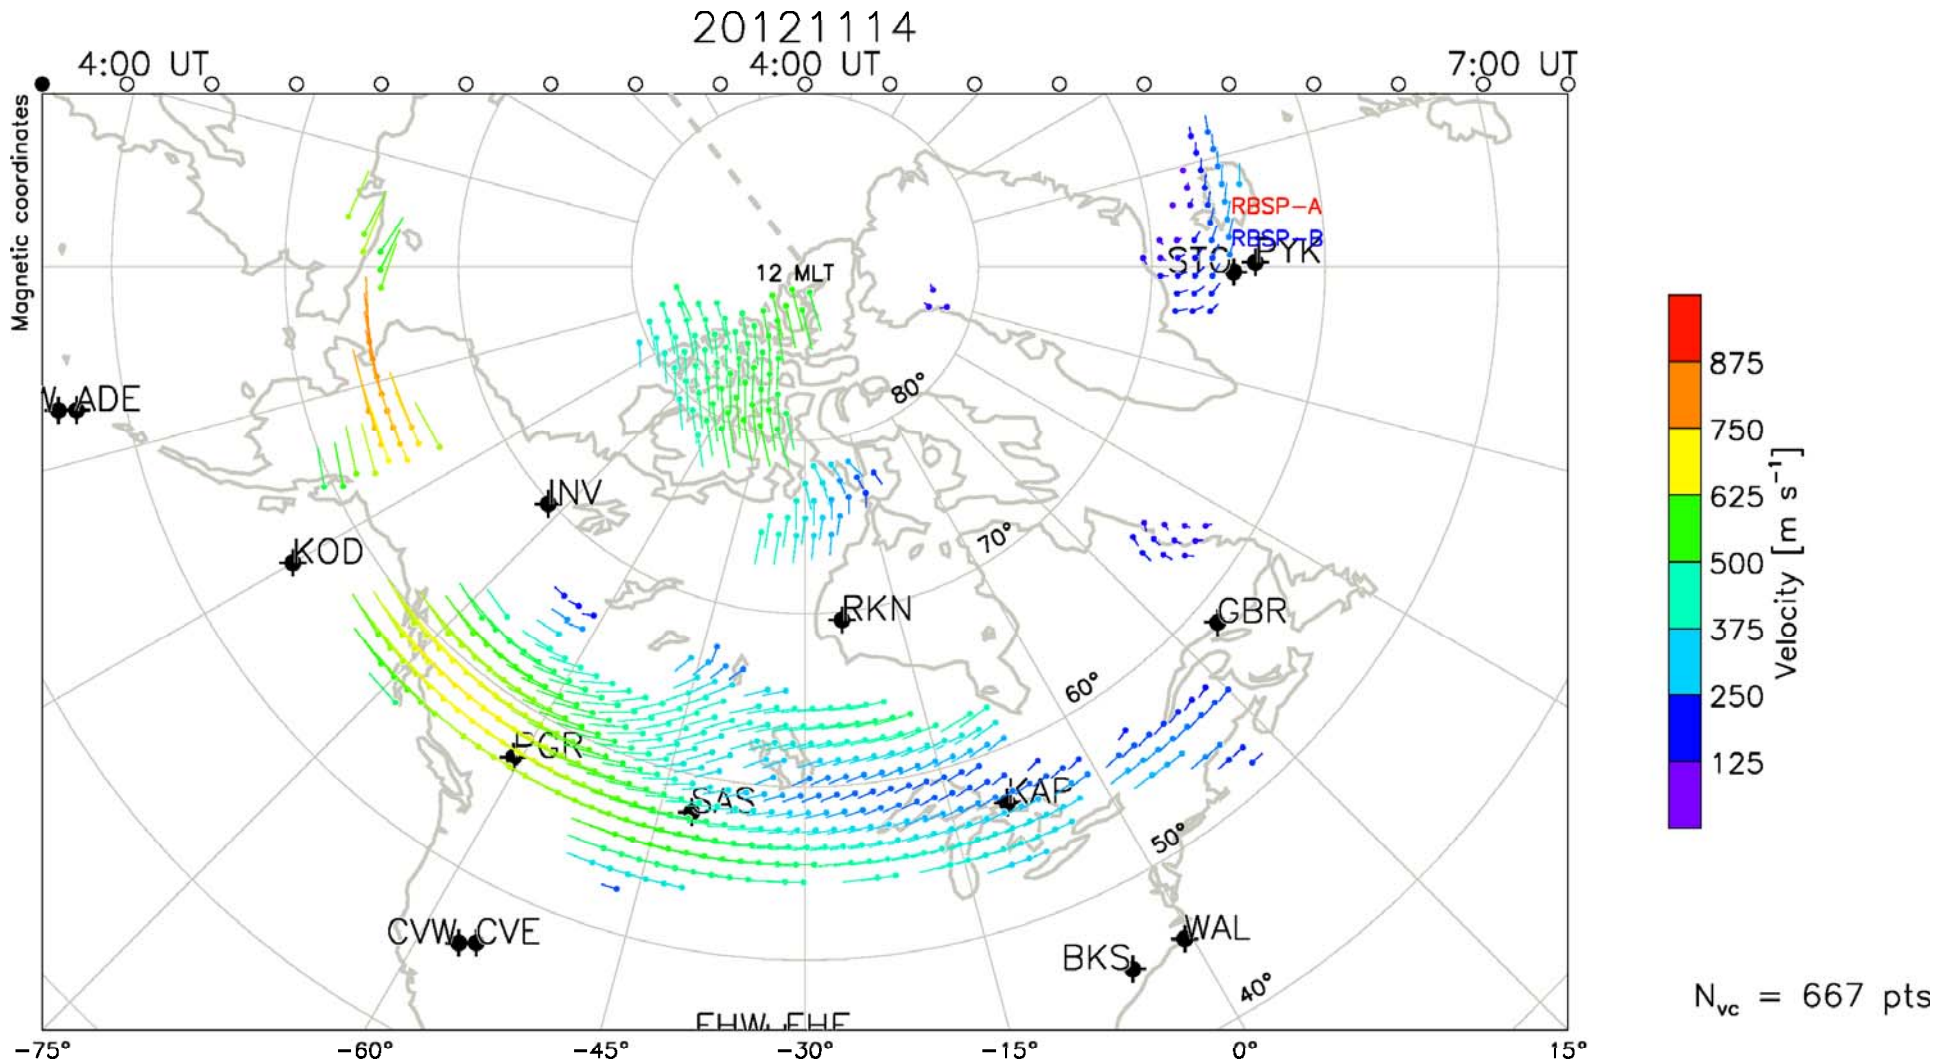 20121114
4:00 UT
4:00 UT
7:00 UT
Magnetic coordinates
12 MLT
RBSP-A
RBSP-B
STO
PYK
ADE
80°
INV
KOD
70°
RKN
GBR
60°
PGR
SAS
KAP
50°
CVW
CVE
WAL
BKS
40°
-75°
-60°
-45°
-30°
-15°
0°
15°
875
750
625
500
375
250
125
Velocity [m s⁻¹]
Nvc = 667 pts